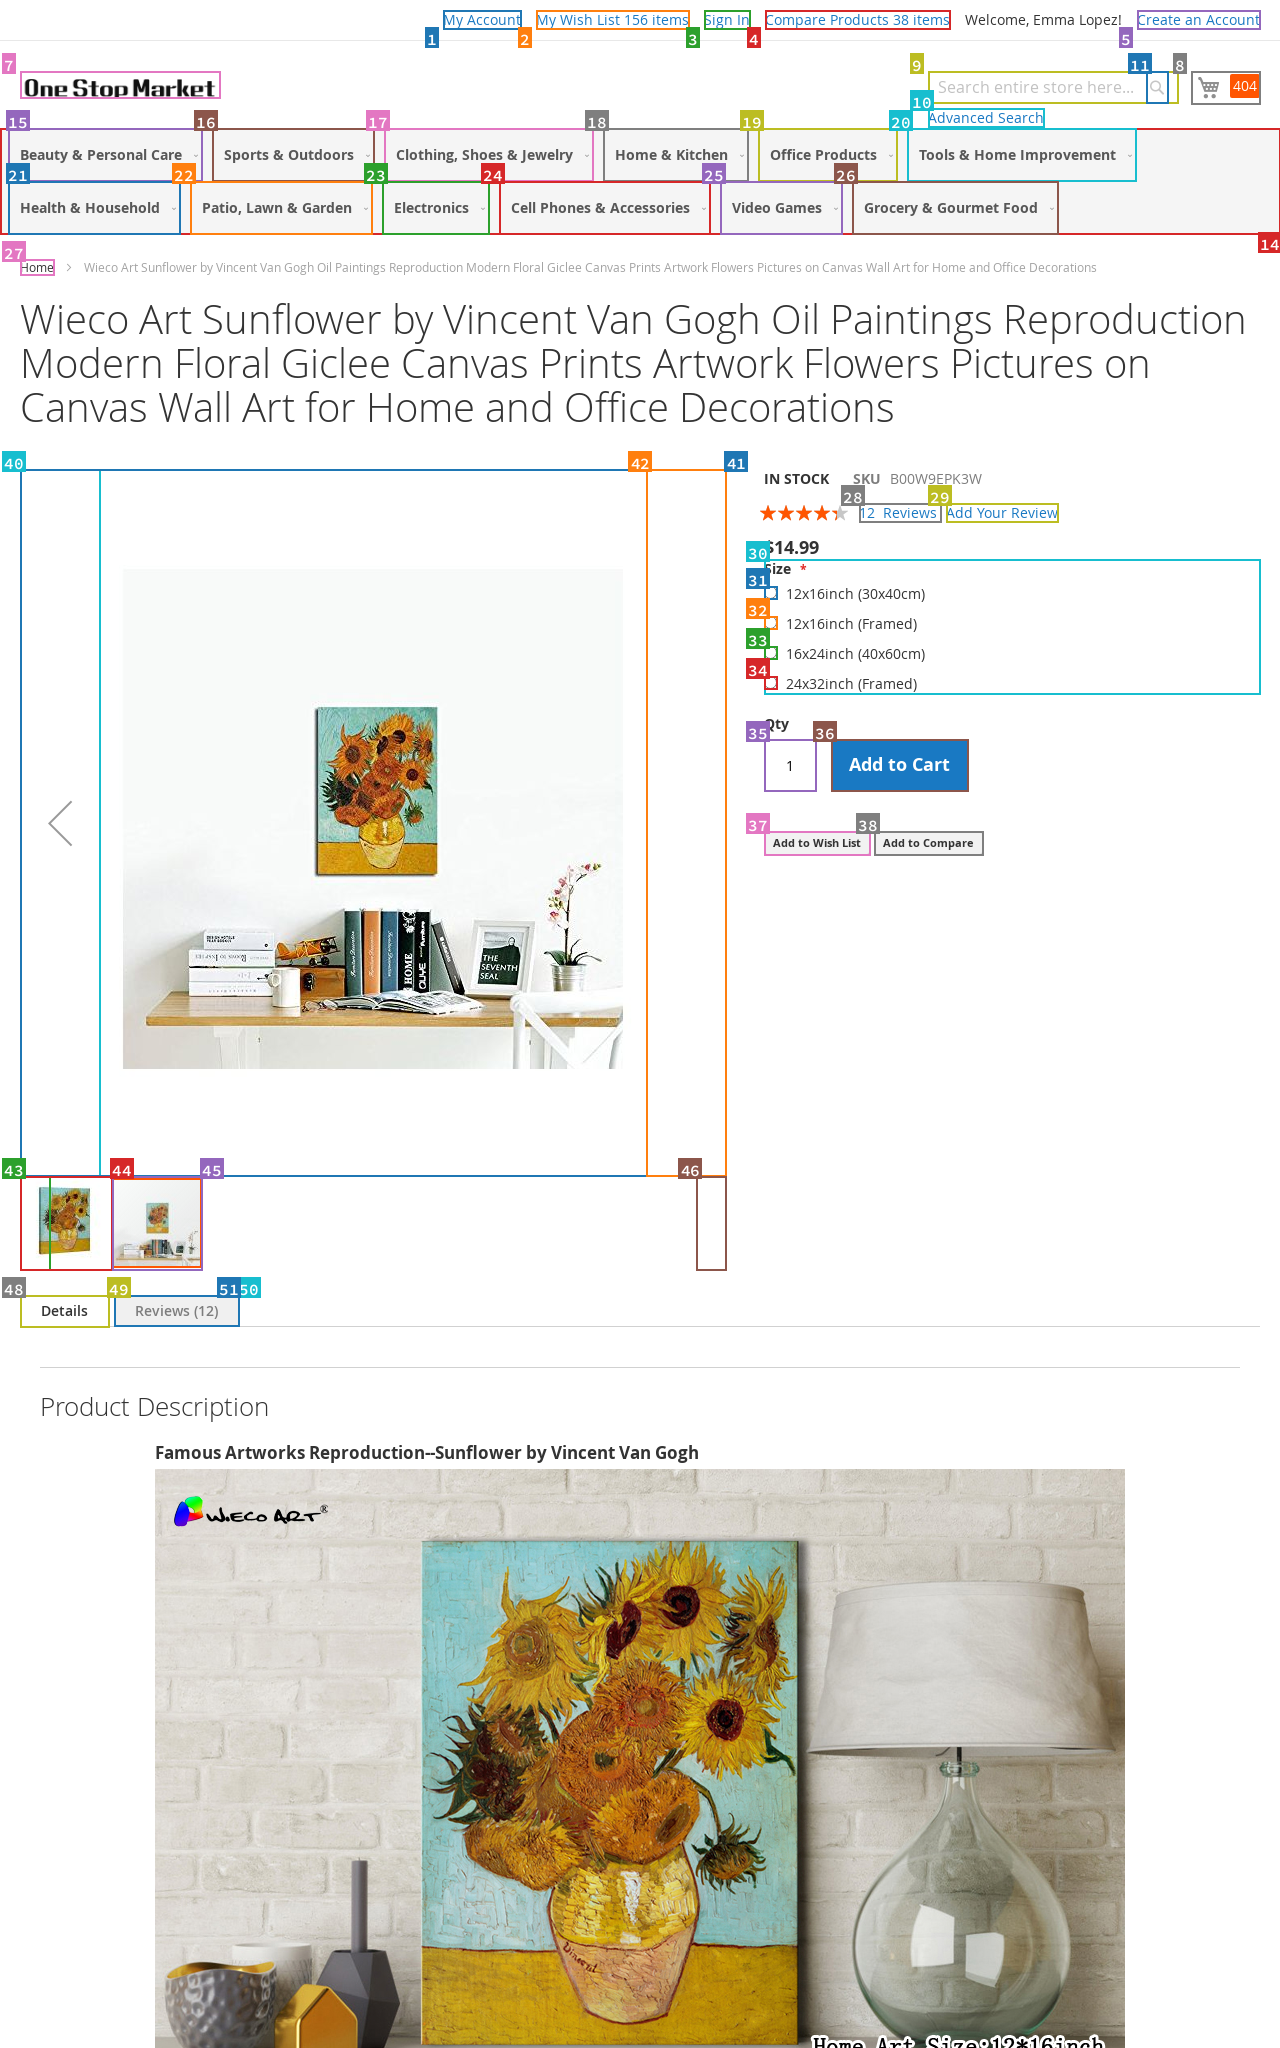 My Account My Wish List 156 items Sign In Compare Products 38 items Welcome, Emma Lopez! Create an Account
1 2 3 4 5
7 9 11 8
One Stop Market Search entire store here... 404
10 Advanced Search
15 16 17 18 19 20
Beauty & Personal Care Sports & Outdoors Clothing, Shoes & Jewelry Home & Kitchen Office Products Tools & Home Improvement
21 22 23 24 25 26
Health & Household Patio, Lawn & Garden Electronics Cell Phones & Accessories Video Games Grocery & Gourmet Food
14
27
Home Wieco Art Sunflower by Vincent Van Gogh Oil Paintings Reproduction Modern Floral Giclee Canvas Prints Artwork Flowers Pictures on Canvas Wall Art for Home and Office Decorations
Wieco Art Sunflower by Vincent Van Gogh Oil Paintings Reproduction
Modern Floral Giclee Canvas Prints Artwork Flowers Pictures on
Canvas Wall Art for Home and Office Decorations
40 42 41
IN STOCK SKU B00W9EPK3W
28 29
12 Reviews Add Your Review
$14.99
30
Size *
31
12x16inch (30x40cm)
32
12x16inch (Framed)
33
16x24inch (40x60cm)
34
24x32inch (Framed)
Qty
35 36
1 Add to Cart
37 38
Add to Wish List Add to Compare
HOME
THE
SEVENTH
SEAL
43 44 45 46
48 49 51 50
Details Reviews (12)
Product Description
Famous Artworks Reproduction--Sunflower by Vincent Van Gogh
WIECO ART®
Vincent
Home Art Size:12*16inch